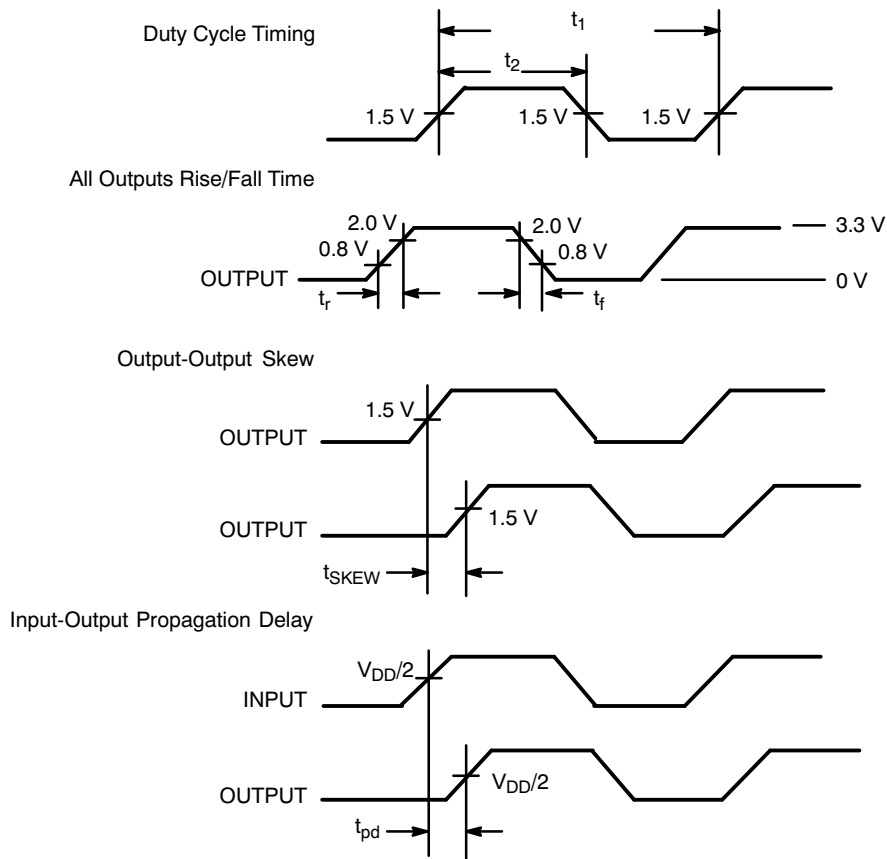 Duty Cycle Timing
t1
t2
1.5 V
1.5 V
1.5 V
All Outputs Rise/Fall Time
2.0 V
2.0 V
3.3 V
0.8 V
0.8 V
OUTPUT
0 V
tr
tf
Output-Output Skew
1.5 V
OUTPUT
OUTPUT
1.5 V
tSKEW
Input-Output Propagation Delay
VDD/2
INPUT
OUTPUT
VDD/2
tpd